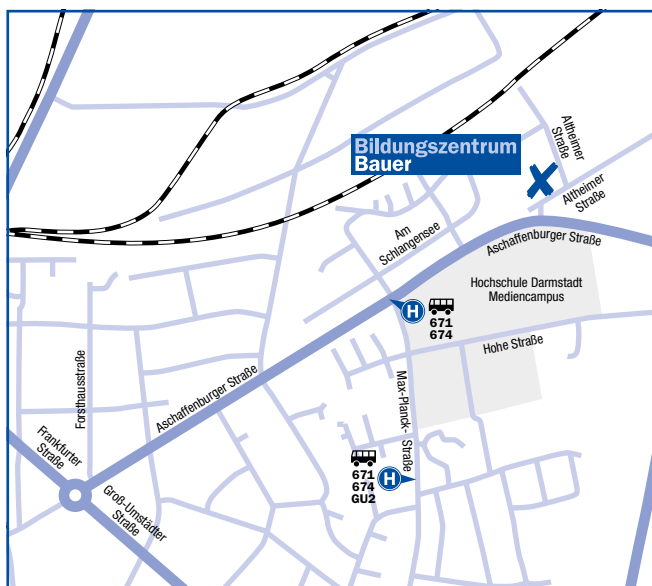 Bildungszentrum
Bauer
Altheimer
Straße
Altheimer
Straße
Am
Schlangensee
Aschaffenburger Straße
Hochschule Darmstadt
Mediencampus
H
671
674
Hohe Straße
Forsthausstraße
Aschaffenburger Straße
Max-Planck-
Straße
Frankfurter
Straße
671
674
GU2
H
Groß-Umstädter
Straße